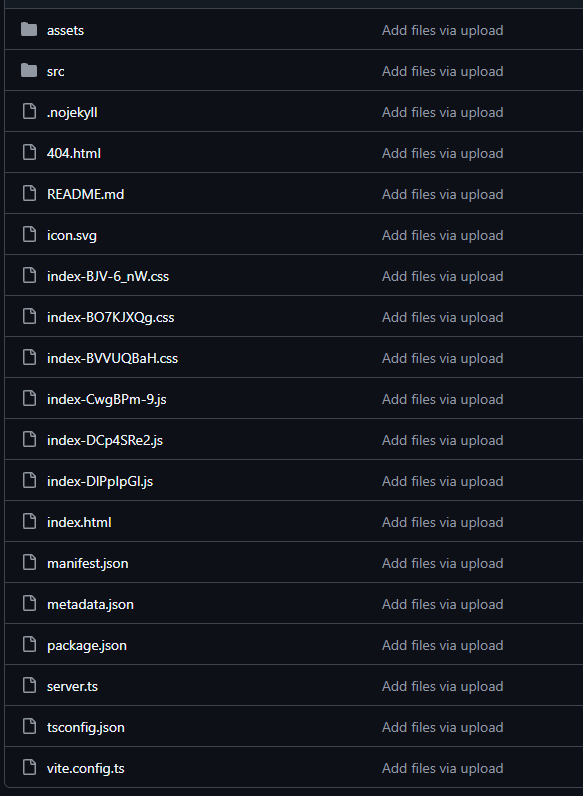 assets Add files via upload
src Add files via upload
.nojekyll Add files via upload
404.html Add files via upload
README.md Add files via upload
icon.svg Add files via upload
index-BJV-6_nW.css Add files via upload
index-BO7KJXQg.css Add files via upload
index-BVVUQBaH.css Add files via upload
index-CwgBPm-9.js Add files via upload
index-DCp4SRe2.js Add files via upload
index-DlPplpGl.js Add files via upload
index.html Add files via upload
manifest.json Add files via upload
metadata.json Add files via upload
package.json Add files via upload
server.ts Add files via upload
tsconfig.json Add files via upload
vite.config.ts Add files via upload